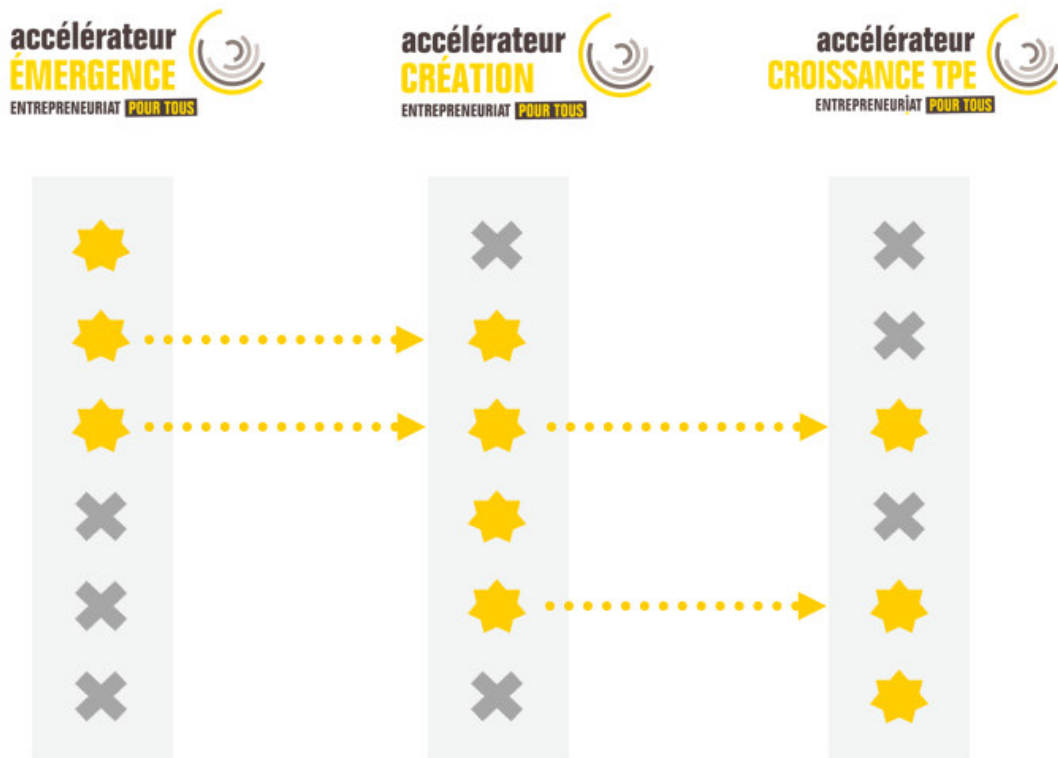 accélérateur
ÉMERGENCE
ENTREPRENEURIAT POUR TOUS
accélérateur
CRÉATION
ENTREPRENEURIAT POUR TOUS
accélérateur
CROISSANCE TPE
ENTREPRENEURIAT POUR TOUS